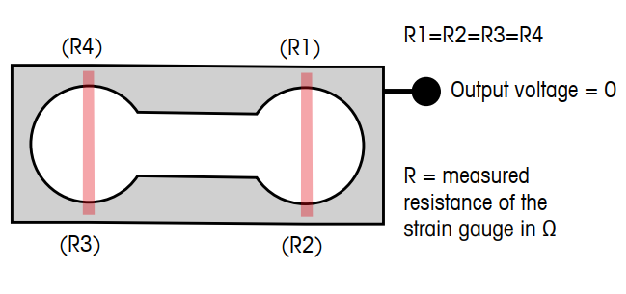 (R4)
(R1)
R1=R2=R3=R4
Output voltage = 0
R = measured
resistance of the
strain gauge in Ω
(R3)
(R2)